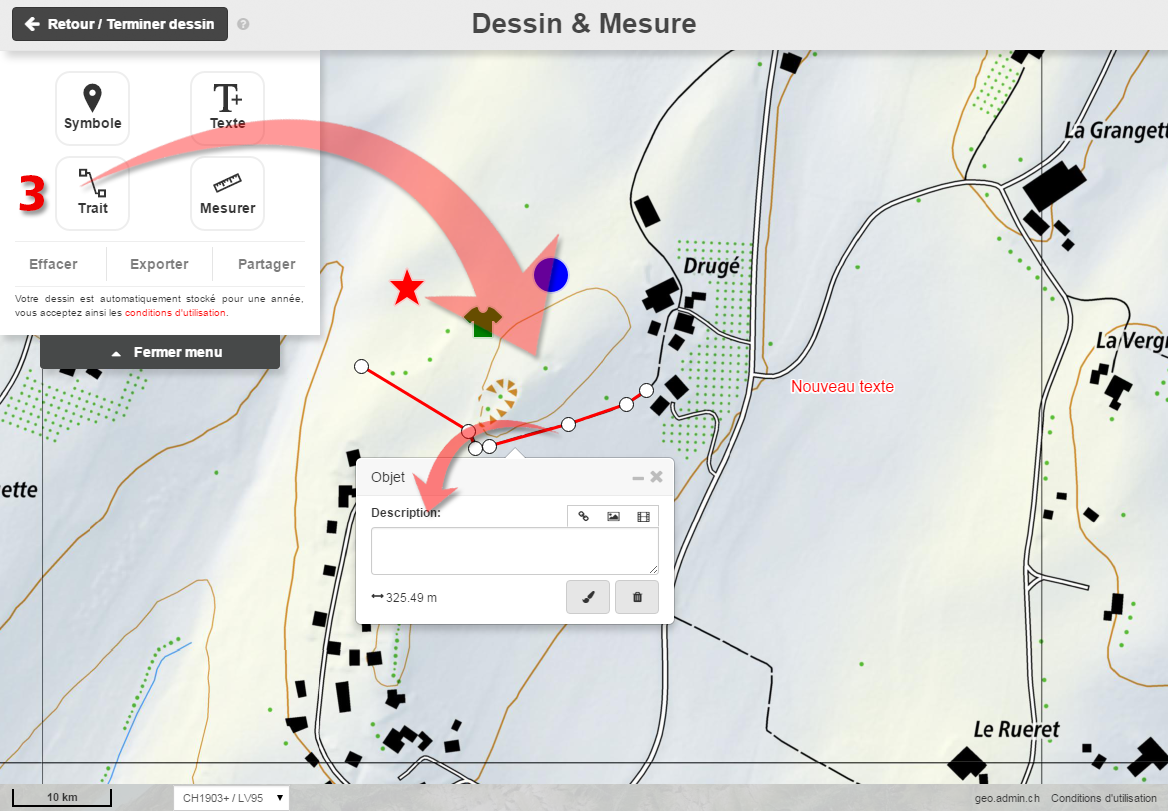 Retour / Terminer dessin ?
Dessin & Mesure
Symbole
Texte
3
Trait
Mesurer
Effacer
Exporter
Partager
Votre dessin est automatiquement stocké pour une année,
vous acceptez ainsi les conditions d'utilisation.
Fermer menu
La Grangett
Drugé
La Vergr
Nouveau texte
ette
Objet
Description:
325.49 m
Le Rueret
10 km
CH1903+ / LV95
geo.admin.ch Conditions d'utilisation